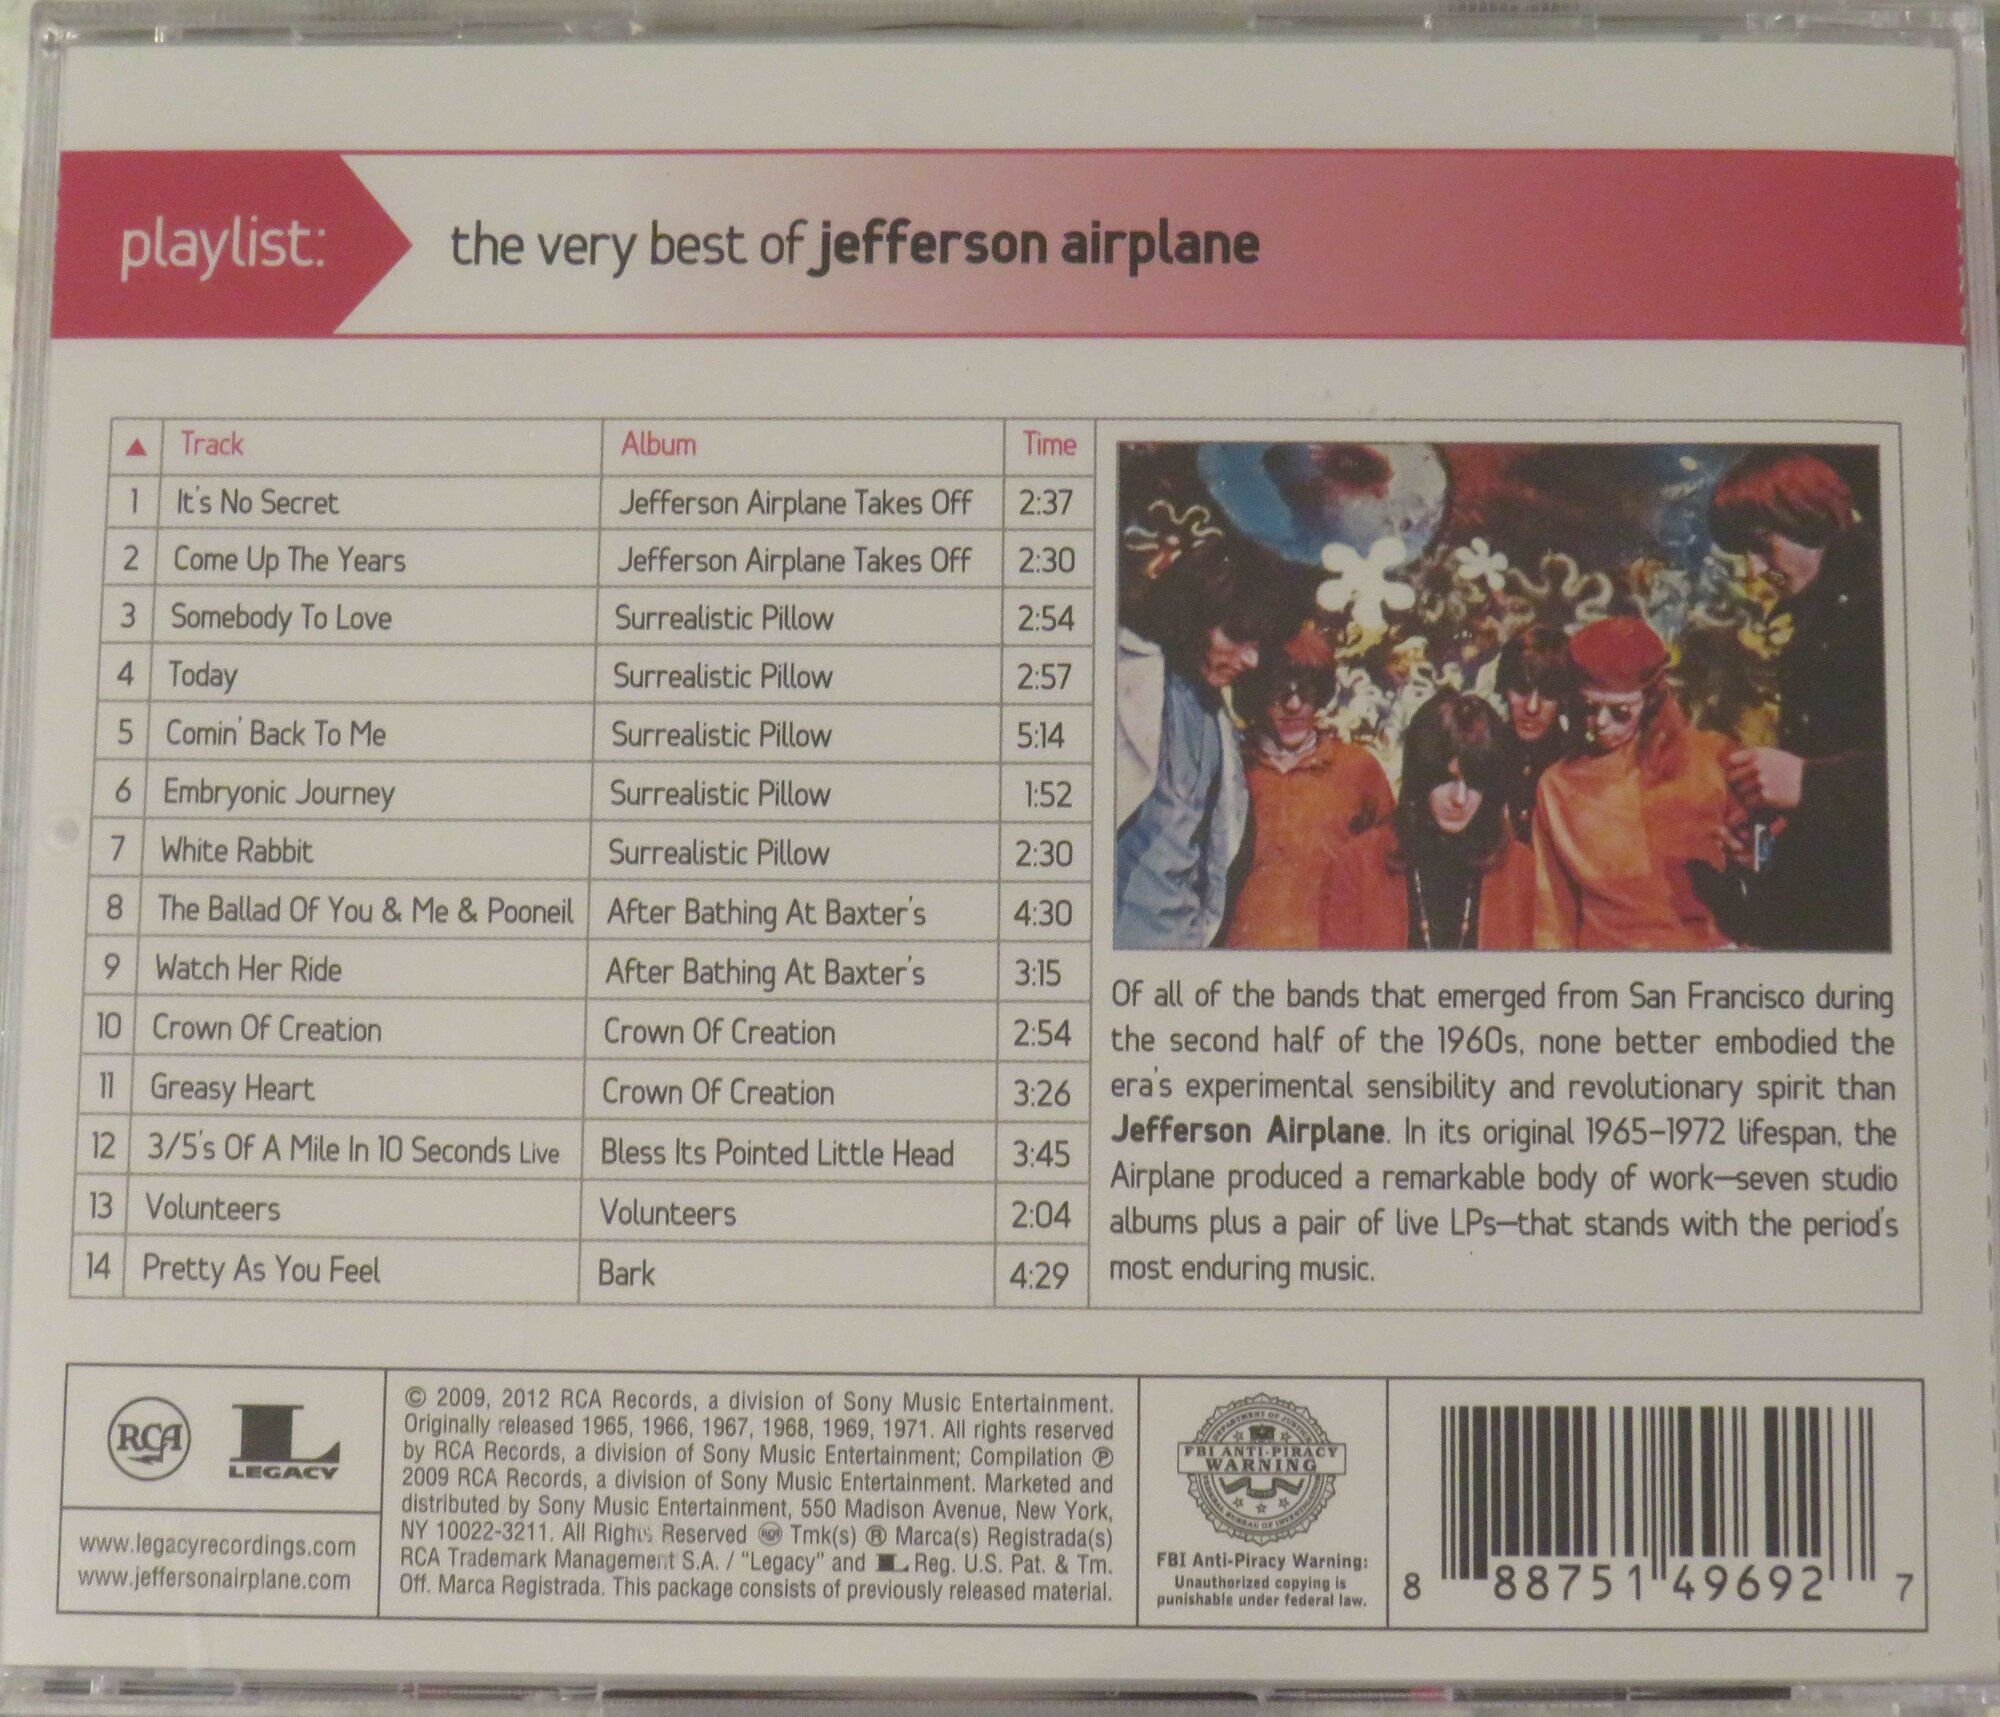 playlist: the very best of jefferson airplane
▲ Track Album Time
1 It's No Secret Jefferson Airplane Takes Off 2:37
2 Come Up The Years Jefferson Airplane Takes Off 2:30
3 Somebody To Love Surrealistic Pillow 2:54
4 Today Surrealistic Pillow 2:57
5 Comin' Back To Me Surrealistic Pillow 5:14
6 Embryonic Journey Surrealistic Pillow 1:52
7 White Rabbit Surrealistic Pillow 2:30
8 The Ballad Of You & Me & Pooneil After Bathing At Baxter's 4:30
9 Watch Her Ride After Bathing At Baxter's 3:15
10 Crown Of Creation Crown Of Creation 2:54
11 Greasy Heart Crown Of Creation 3:26
12 3/5's Of A Mile In 10 Seconds Live Bless Its Pointed Little Head 3:45
13 Volunteers Volunteers 2:04
14 Pretty As You Feel Bark 4:29
Of all of the bands that emerged from San Francisco during
the second half of the 1960s, none better embodied the
era's experimental sensibility and revolutionary spirit than
Jefferson Airplane. In its original 1965–1972 lifespan, the
Airplane produced a remarkable body of work—seven studio
albums plus a pair of live LPs—that stands with the period's
most enduring music.
RCA
L
LEGACY
www.legacyrecordings.com
www.jeffersonairplane.com
© 2009, 2012 RCA Records, a division of Sony Music Entertainment.
Originally released 1965, 1966, 1967, 1968, 1969, 1971. All rights reserved
by RCA Records, a division of Sony Music Entertainment; Compilation ℗
2009 RCA Records, a division of Sony Music Entertainment. Marketed and
distributed by Sony Music Entertainment, 550 Madison Avenue, New York,
NY 10022-3211. All Rights Reserved RCA Tmk(s) ® Marca(s) Registrada(s)
RCA Trademark Management S.A. / "Legacy" and L Reg. U.S. Pat. & Tm.
Off. Marca Registrada. This package consists of previously released material.
DEPARTMENT OF JUSTICE
FBI ANTI-PIRACY
WARNING
FEDERAL BUREAU OF INVESTIGATION
FBI Anti-Piracy Warning:
Unauthorized copying is
punishable under federal law.
8 88751 49692 7